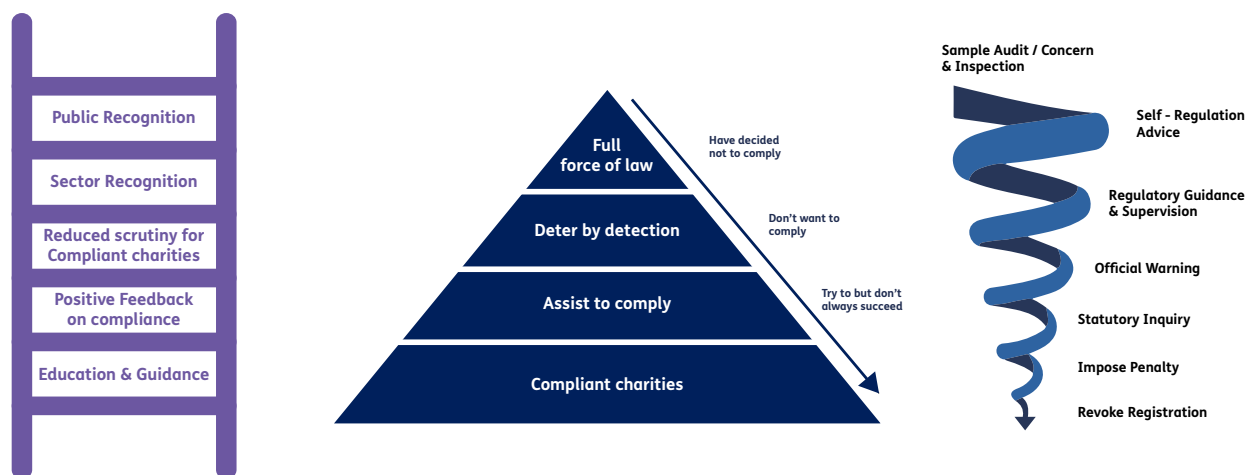 Public Recognition
Sector Recognition
Reduced scrutiny for
Compliant charities
Positive Feedback
on compliance
Education & Guidance
Full
force of law
Deter by detection
Assist to comply
Compliant charities
Have decided
not to comply
Don't want to
comply
Try to but don't
always succeed
Sample Audit / Concern
& Inspection
Self - Regulation
Advice
Regulatory Guidance
& Supervision
Official Warning
Statutory Inquiry
Impose Penalty
Revoke Registration